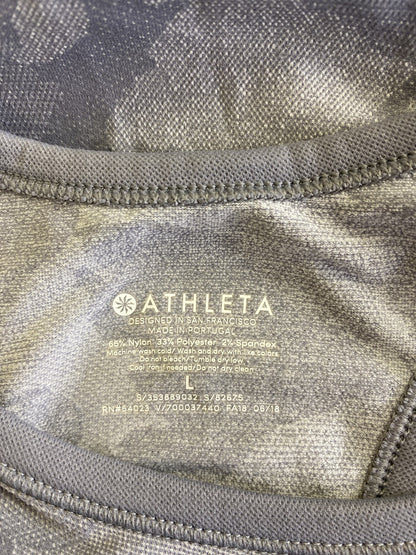 ATHLETA
DESIGNED IN SAN FRANCISCO
MADE IN PORTUGAL
65% Nylon 33% Polyester 2% Spandex
Machine wash cold/Wash and dry with like colors
Do not bleach/Tumble dry low
Cool iron if needed/Do not dry clean
L
S/353689032 S/82675
RN#54023 V/700037440 FA18 06/18